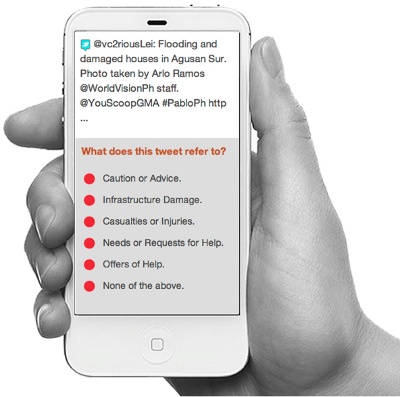 @vc2riousLei: Flooding and
damaged houses in Agusan Sur.
Photo taken by Arlo Ramos
@WorldVisionPh staff.
@YouScoopGMA #PabloPh http
...
What does this tweet refer to?
Caution or Advice.
Infrastructure Damage.
Casualties or Injuries.
Needs or Requests for Help.
Offers of Help.
None of the above.